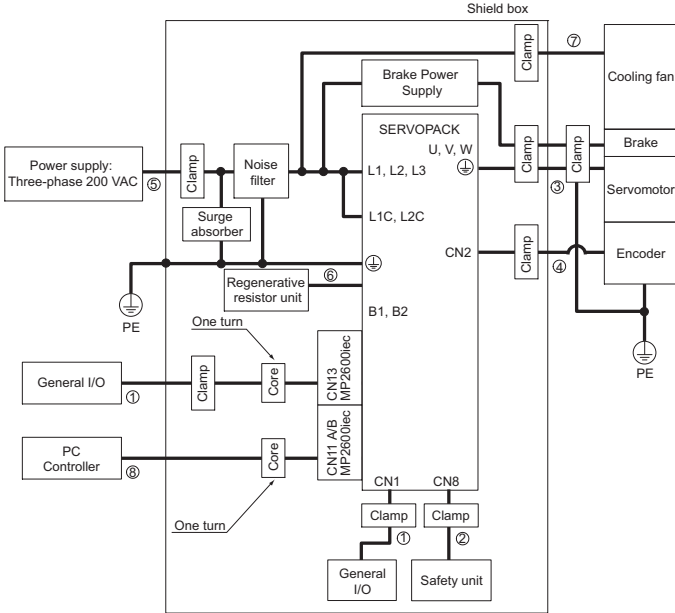 Shield box
⑦
Clamp
Cooling fan
Brake Power
Supply
SERVOPACK
U, V, W
Clamp
Clamp
Brake
Power supply:
Three-phase 200 VAC
⑤
Clamp
Noise
filter
L1, L2, L3
③
Servomotor
Surge
absorber
L1C, L2C
CN2
Clamp
④
Encoder
⑥
Regenerative
resistor unit
PE
B1, B2
One turn
PE
General I/O
①
Clamp
Core
CN13
MP2600iec
PC
Controller
⑧
Core
CN11 A/B
MP2600iec
One turn
CN1
CN8
Clamp
Clamp
①
②
General
I/O
Safety unit